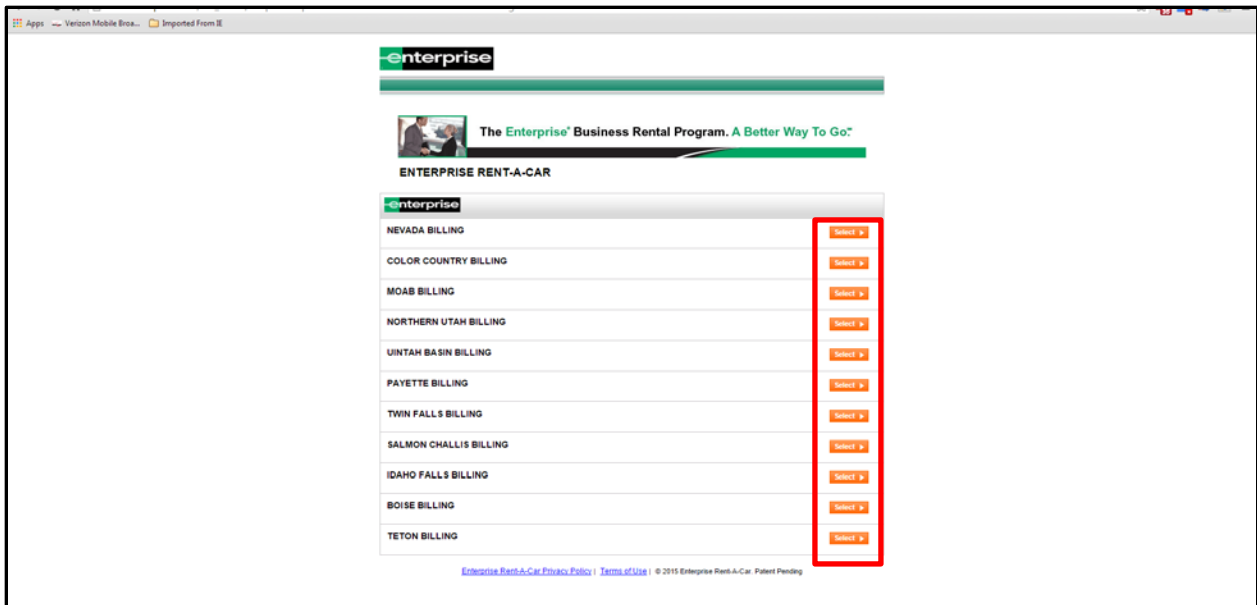 Apps Verizon Mobile Broa... Imported From IE
enterprise
The Enterprise® Business Rental Program. A Better Way To Go.℠
ENTERPRISE RENT-A-CAR
enterprise
NEVADA BILLING Select
COLOR COUNTRY BILLING Select
MOAB BILLING Select
NORTHERN UTAH BILLING Select
UINTAH BASIN BILLING Select
PAYETTE BILLING Select
TWIN FALLS BILLING Select
SALMON CHALLIS BILLING Select
IDAHO FALLS BILLING Select
BOISE BILLING Select
TETON BILLING Select
Enterprise Rent-A-Car Privacy Policy | Terms of Use | © 2015 Enterprise Rent-A-Car. Patent Pending